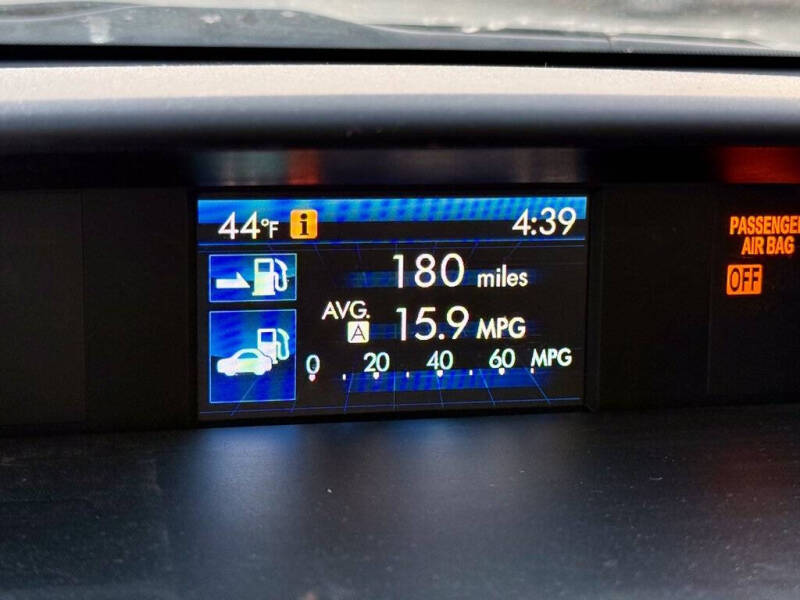 44°F i 4:39
180 miles
AVG. A 15.9 MPG
0 20 40 60 MPG
PASSENGER
AIR BAG
OFF